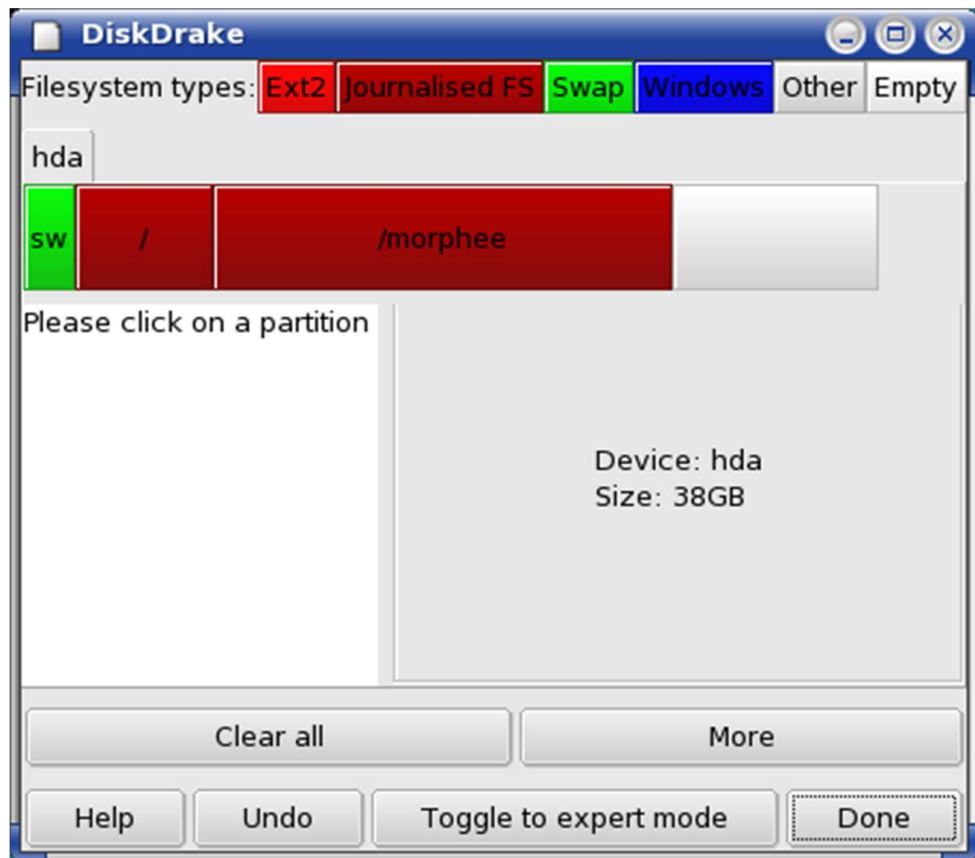 DiskDrake
Filesystem types: Ext2 Journalised FS Swap Windows Other Empty
hda
sw / /morphee
Please click on a partition
Device: hda
Size: 38GB
Clear all More
Help Undo Toggle to expert mode Done